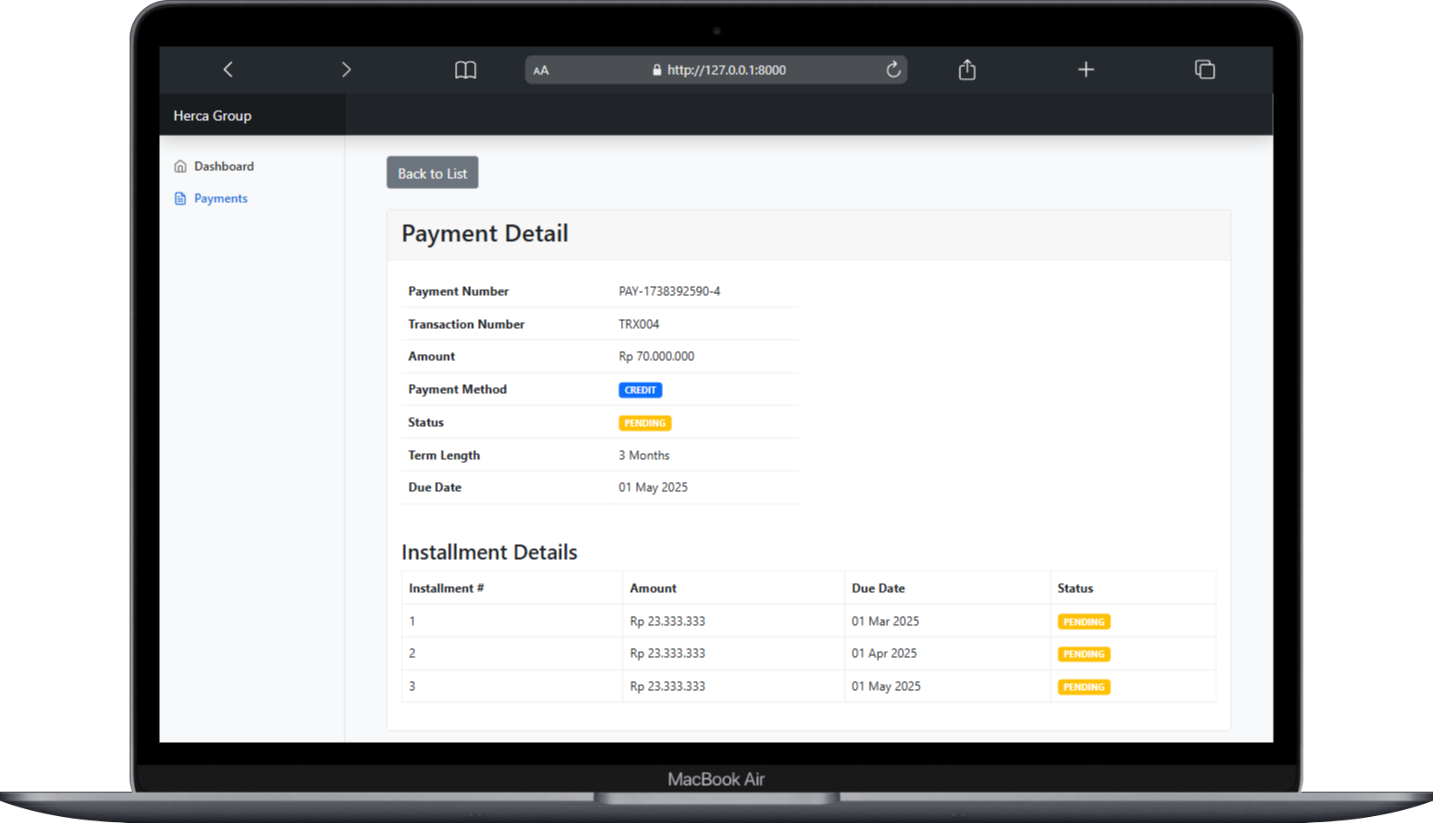 AA http://127.0.0.1:8000
Herca Group
Dashboard
Payments
Back to List
Payment Detail
Payment Number PAY-1738392590-4
Transaction Number TRX004
Amount Rp 70.000.000
Payment Method CREDIT
Status PENDING
Term Length 3 Months
Due Date 01 May 2025
Installment Details
Installment # Amount Due Date Status
1 Rp 23.333.333 01 Mar 2025 PENDING
2 Rp 23.333.333 01 Apr 2025 PENDING
3 Rp 23.333.333 01 May 2025 PENDING
MacBook Air